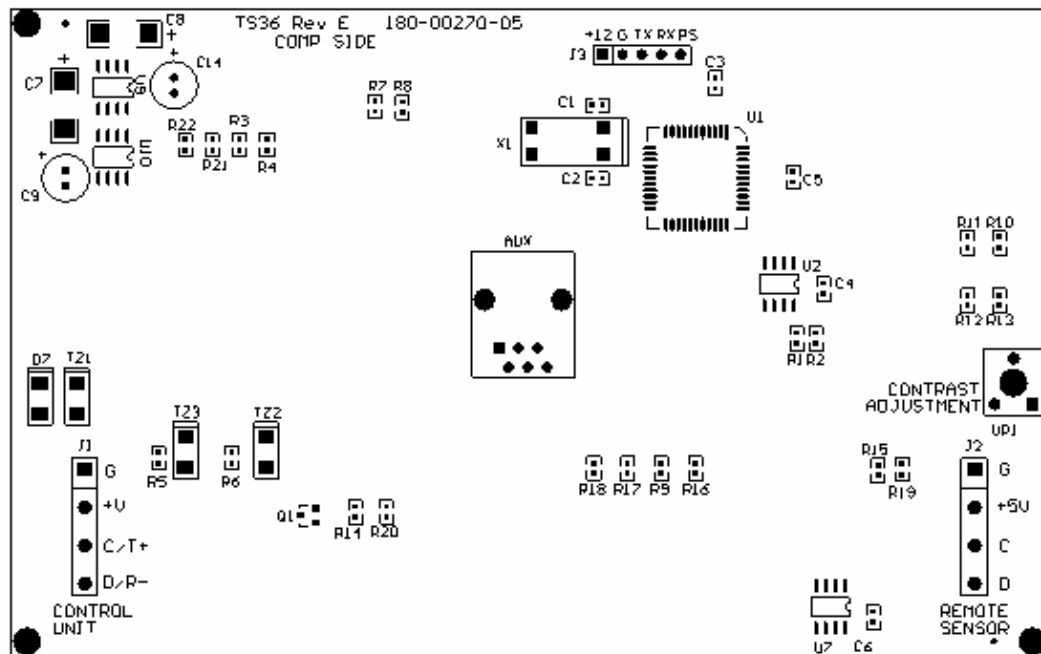 TS36 Rev E 180-00270-05
COMP SIDE
C8
+
+
C14
+
C7
U9
+12 G TX RX PS
J3
C3
R7 R8
C1
U1
X1
R22
R3
R21
R4
U10
+
C9
C2
C5
AUX
R11 R10
U2
C4
R12 R13
R1 R2
D7 TZ1
CONTRAST
ADJUSTMENT
VP1
TZ3 TZ2
J1
G
+V
C/T+
D/R-
CONTROL
UNIT
R5
R6
Q1
R14 R20
R18 R17 R9 R16
R15
R19
J2
G
+5V
C
D
REMOTE
SENSOR
U7
C6